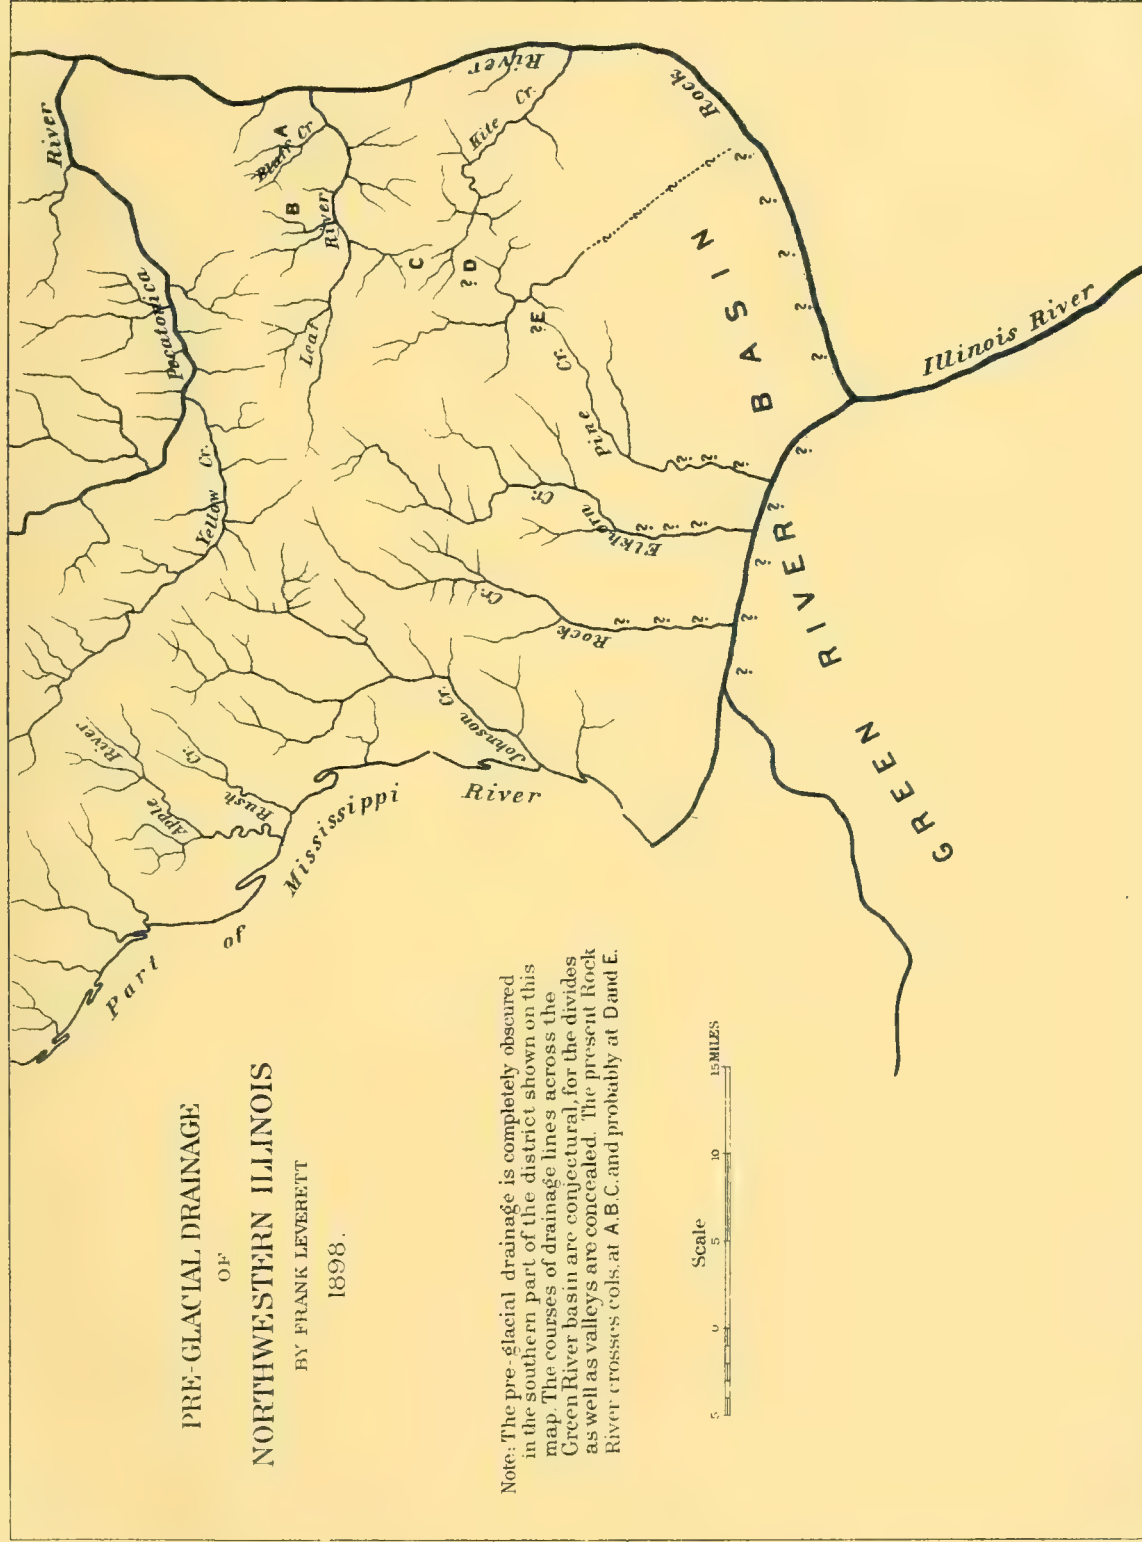 PRE-GLACIAL DRAINAGE
OF
NORTHWESTERN ILLINOIS
BY FRANK LEVERETT
1898.
Note: The pre-glacial drainage is completely obscured
in the southern part of the district shown on this
map. The courses of drainage lines across the
Green River basin are conjectural, for the divides
as well as valleys are concealed. The present Rock
River crosses cols, at A.B.C. and probably at D and E.
Scale
5 0 5 10 15 MILES
Part of Mississippi River
Apple River
Rush Cr.
Johnson Cr.
Yellow Cr.
Pecatonica River
Leaf River
Blair Cr
A
B
C
? D
? E
Kite Cr.
Rock River
Pine Cr.
Elkhorn Cr.
Rock Cr.
? ? ?
? ? ?
? ? ?
? ? ? ? ? ? ? ? ? ? ?
? ? ?
GREEN RIVER BASIN
Illinois River